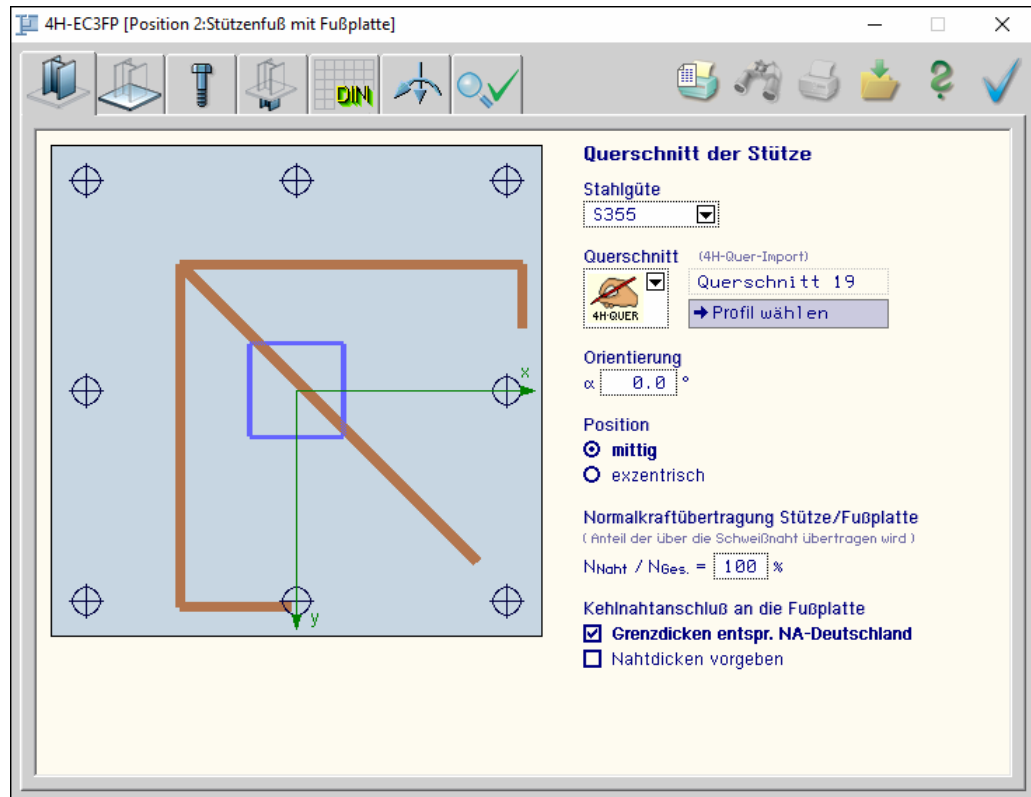 4H-EC3FP [Position 2:Stützenfuß mit Fußplatte]
DIN
Querschnitt der Stütze
Stahlgüte
S355
Querschnitt (4H-Quer-Import)
Querschnitt 19
4H-QUER
➔ Profil wählen
Orientierung
α 0.0 °
Position
mittig
exzentrisch
Normalkraftübertragung Stütze/Fußplatte
( Anteil der über die Schweißnaht übertragen wird )
NNaht / NGes. = 100 %
Kehlnahtanschluß an die Fußplatte
Grenzdicken entspr. NA-Deutschland
Nahtdicken vorgeben
x
y